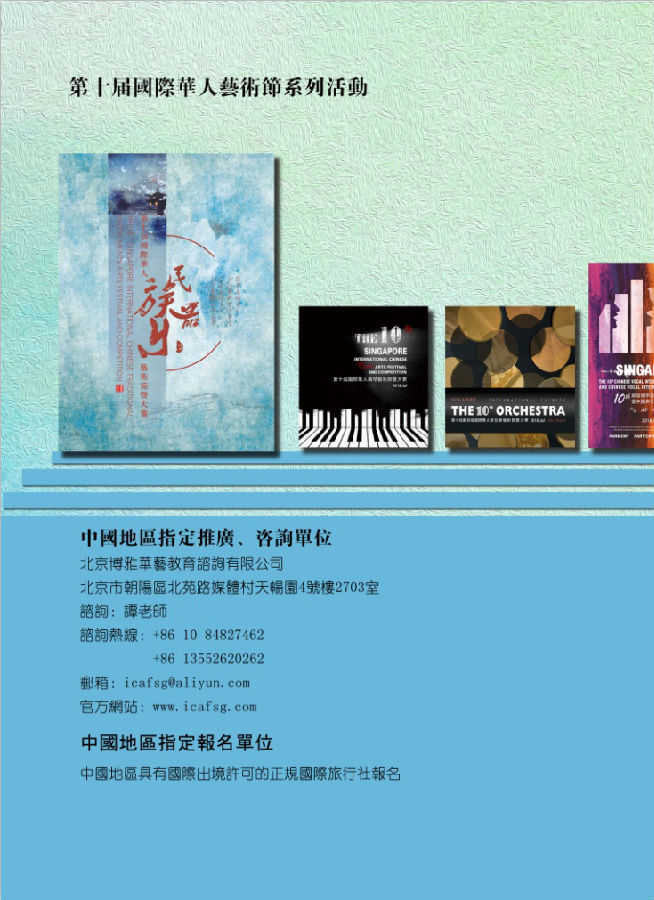 第十届國際華人藝術節系列活動
民族器樂
THE 10
SINGAPORE
INTERNATIONAL CHINESE
ARTS FESTIVAL
AND COMPETITION
THE 10th ORCHESTRA
SINGA
中國地區指定推廣、咨詢單位
北京博雅華藝教育諮詢有限公司
北京市朝陽區北苑路媒體村天暢園4號樓2703室
諮詢: 譚老師
諮詢熱線: +86 10 84827462
+86 13552620262
郵箱: icafsg@aliyun.com
官方網站: www.icafsg.com
中國地區指定報名單位
中國地區具有國際出境許可的正規國際旅行社報名